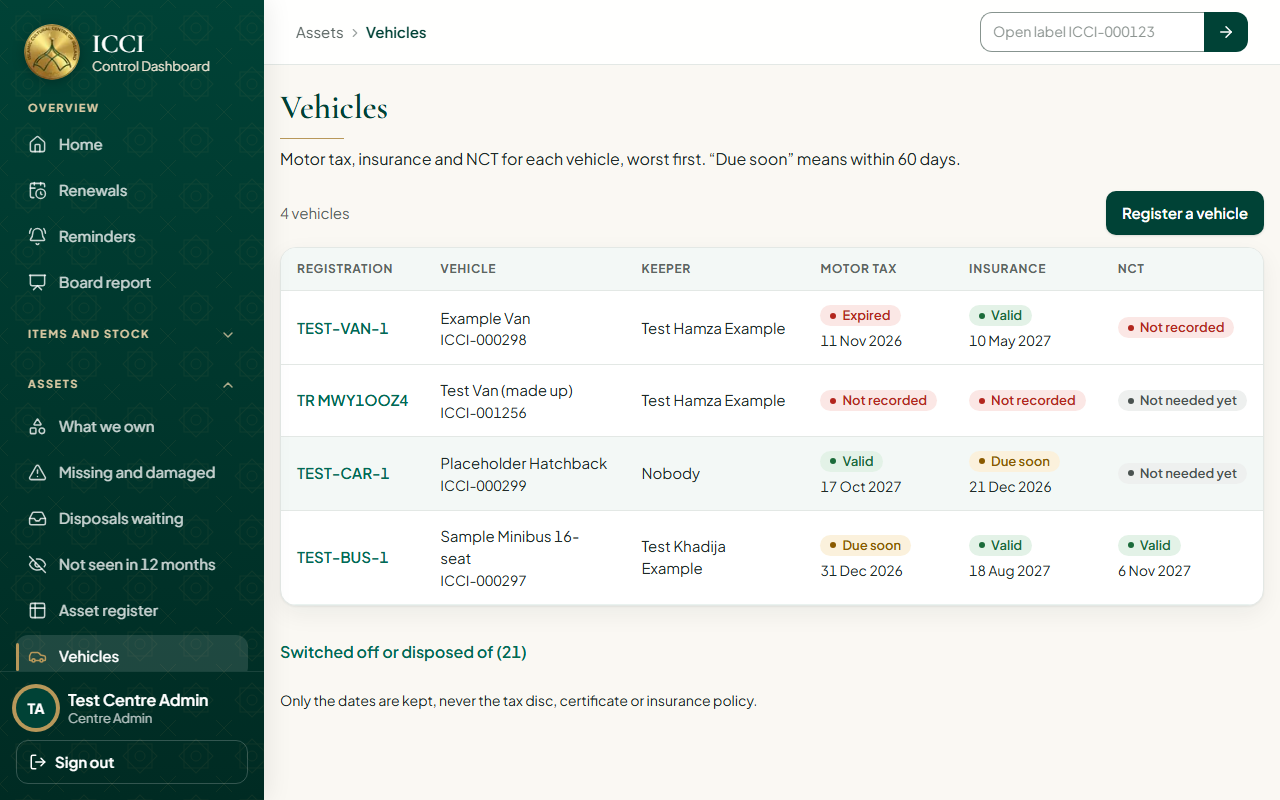 ICCI
Control Dashboard
OVERVIEW
Home
Renewals
Reminders
Board report
ITEMS AND STOCK
ASSETS
What we own
Missing and damaged
Disposals waiting
Not seen in 12 months
Asset register
Vehicles
TA
Test Centre Admin
Centre Admin
Sign out
Assets > Vehicles
Open label ICCI-000123
Vehicles
Motor tax, insurance and NCT for each vehicle, worst first. “Due soon” means within 60 days.
4 vehicles
Register a vehicle
REGISTRATION VEHICLE KEEPER MOTOR TAX INSURANCE NCT
TEST-VAN-1
Example Van
ICCI-000298
Test Hamza Example
Expired
11 Nov 2026
Valid
10 May 2027
Not recorded
TR MWY1OOZ4
Test Van (made up)
ICCI-001256
Test Hamza Example
Not recorded
Not recorded
Not needed yet
TEST-CAR-1
Placeholder Hatchback
ICCI-000299
Nobody
Valid
17 Oct 2027
Due soon
21 Dec 2026
Not needed yet
TEST-BUS-1
Sample Minibus 16-
seat
ICCI-000297
Test Khadija
Example
Due soon
31 Dec 2026
Valid
18 Aug 2027
Valid
6 Nov 2027
Switched off or disposed of (21)
Only the dates are kept, never the tax disc, certificate or insurance policy.